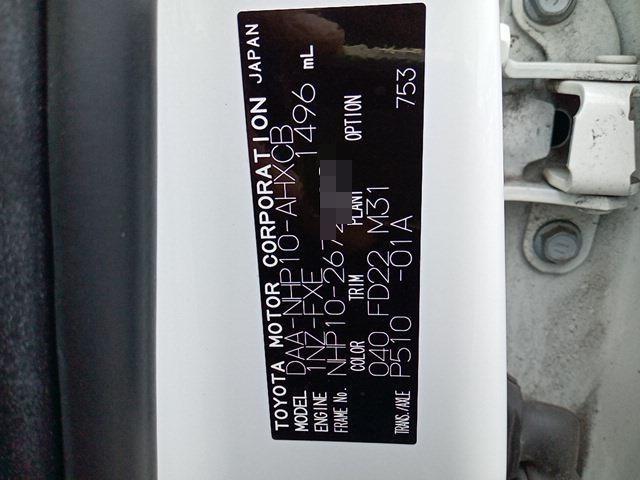 TOYOTA MOTOR CORPORATION JAPAN
MODEL DAA-NHP10-AHXCB
ENGINE 1NZ-FXE 1496 mL
FRAME No. NHP10-267
COLOR TRIM PLANT OPTION
040 FD22 M31
TRANS./AXLE P510 -01A 753